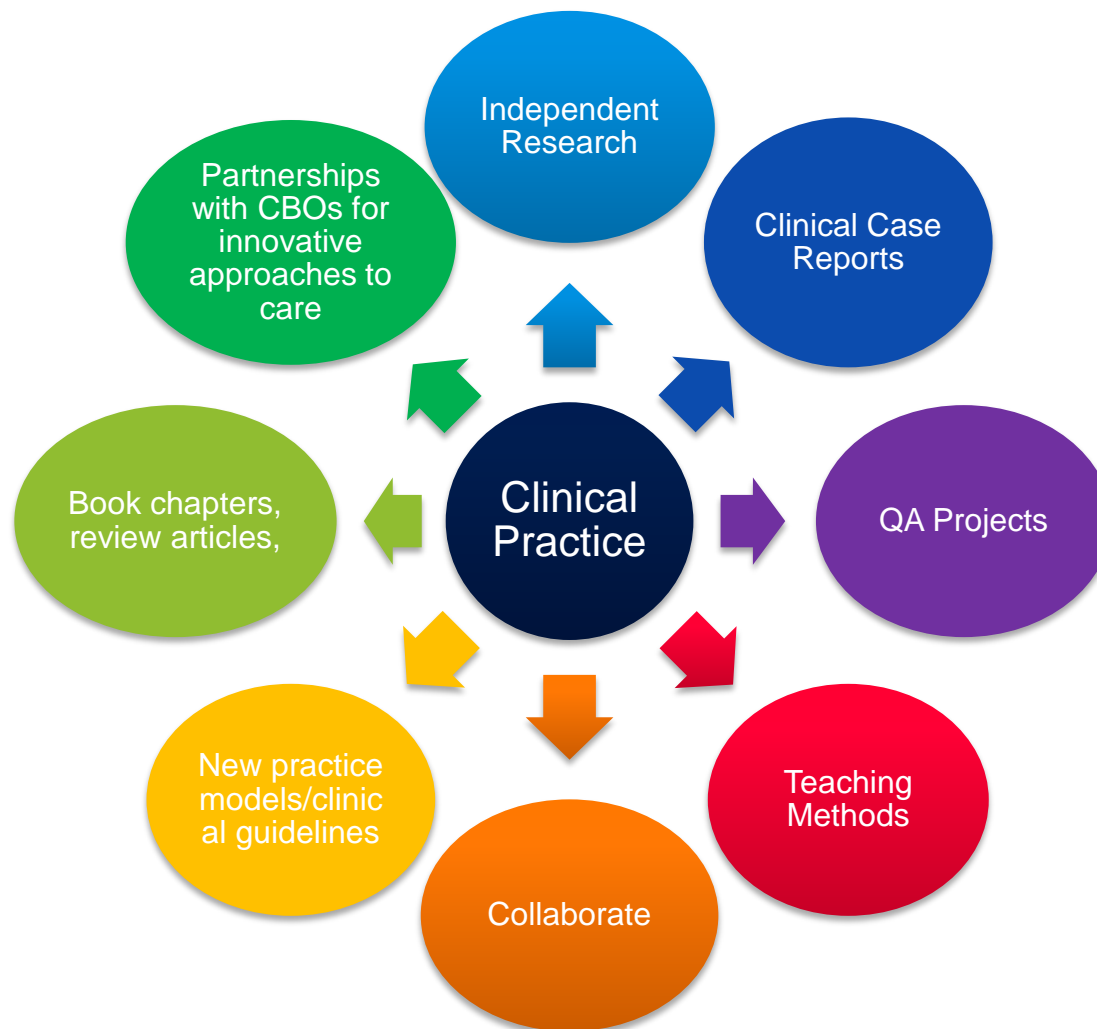 Independent
Research
Partnerships
with CBOs for
innovative
approaches to
care
Clinical Case
Reports
Book chapters,
review articles,
Clinical
Practice
QA Projects
New practice
models/clinic
al guidelines
Teaching
Methods
Collaborate